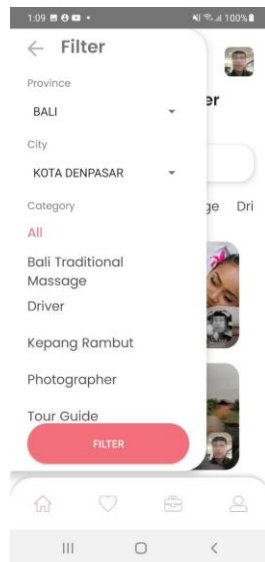 1:09
100%
Filter
Province
BALI
er
City
KOTA DENPASAR
Category
ge Dri
All
Bali Traditional
Massage
Driver
Kepang Rambut
Photographer
Tour Guide
FILTER